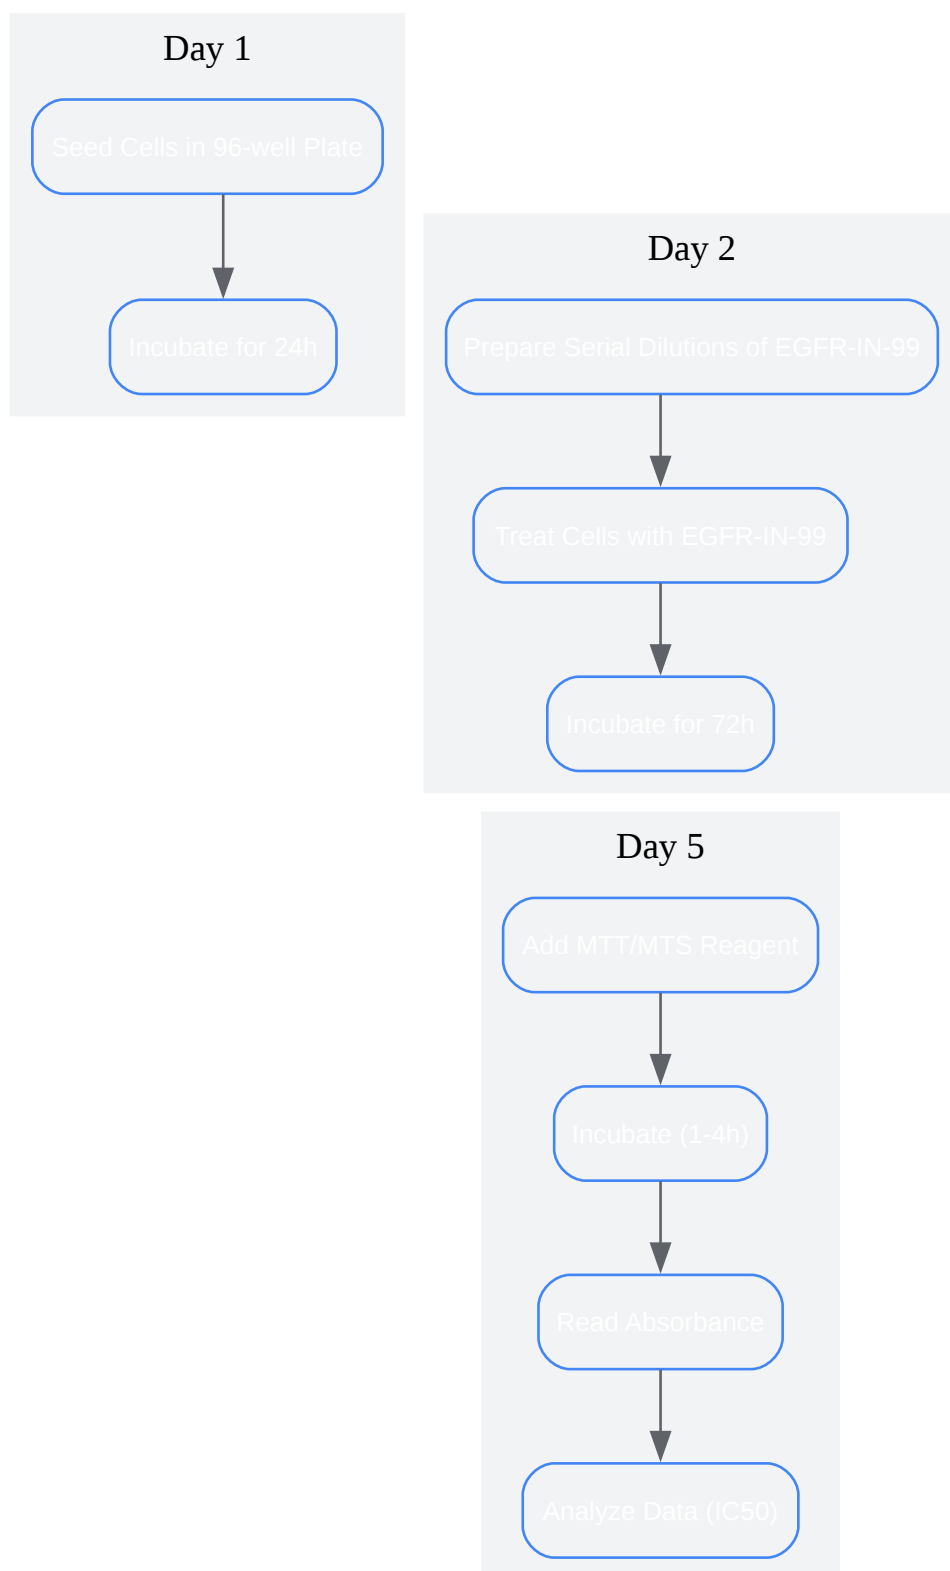 Day 1
Seed Cells in 96-well Plate
Incubate for 24h
Day 2
Prepare Serial Dilutions of EGFR-IN-99
Treat Cells with EGFR-IN-99
Incubate for 72h
Day 5
Add MTT/MTS Reagent
Incubate (1-4h)
Read Absorbance
Analyze Data (IC50)